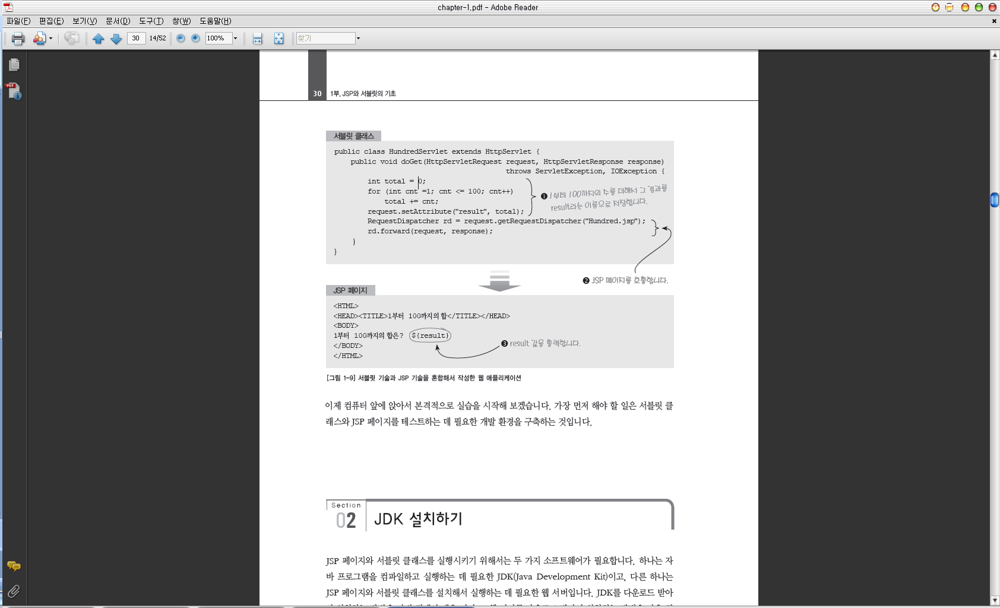 chapter-1.pdf - Adobe Reader
파일(F) 편집(E) 보기(V) 문서(D) 도구(T) 창(W) 도움말(H)
30 14/52 100% 찾기
30 1부. JSP와 서블릿의 기초
서블릿 클래스
public class HundredServlet extends HttpServlet {
public void doGet(HttpServletRequest request, HttpServletResponse response)
throws ServletException, IOException {
int total = 0;
for (int cnt =1; cnt <= 100; cnt++)
total += cnt;
request.setAttribute("result", total);
RequestDispatcher rd = request.getRequestDispatcher("Hundred.jsp");
rd.forward(request, response);
}
}
❶ 1부터 100까지의 수를 더해서 그 결과를
result라는 이름으로 저장합니다.
❷ JSP 페이지를 호출합니다.
JSP 페이지
<HTML>
<HEAD><TITLE>1부터 100까지의 합</TITLE></HEAD>
<BODY>
1부터 100까지의 합은? ${result}
</BODY>
</HTML>
❸ result 값을 출력합니다.
[그림 1-9] 서블릿 기술과 JSP 기술을 혼합해서 작성한 웹 애플리케이션
이제 컴퓨터 앞에 앉아서 본격적으로 실습을 시작해 보겠습니다. 가장 먼저 해야 할 일은 서블릿 클
래스와 JSP 페이지를 테스트하는 데 필요한 개발 환경을 구축하는 것입니다.
Section
02 JDK 설치하기
JSP 페이지와 서블릿 클래스를 실행시키기 위해서는 두 가지 소프트웨어가 필요합니다. 하나는 자
바 프로그램을 컴파일하고 실행하는 데 필요한 JDK(Java Development Kit)이고, 다른 하나는
JSP 페이지와 서블릿 클래스를 설치해서 실행하는 데 필요한 웹 서버입니다. JDK를 다운로드 받아